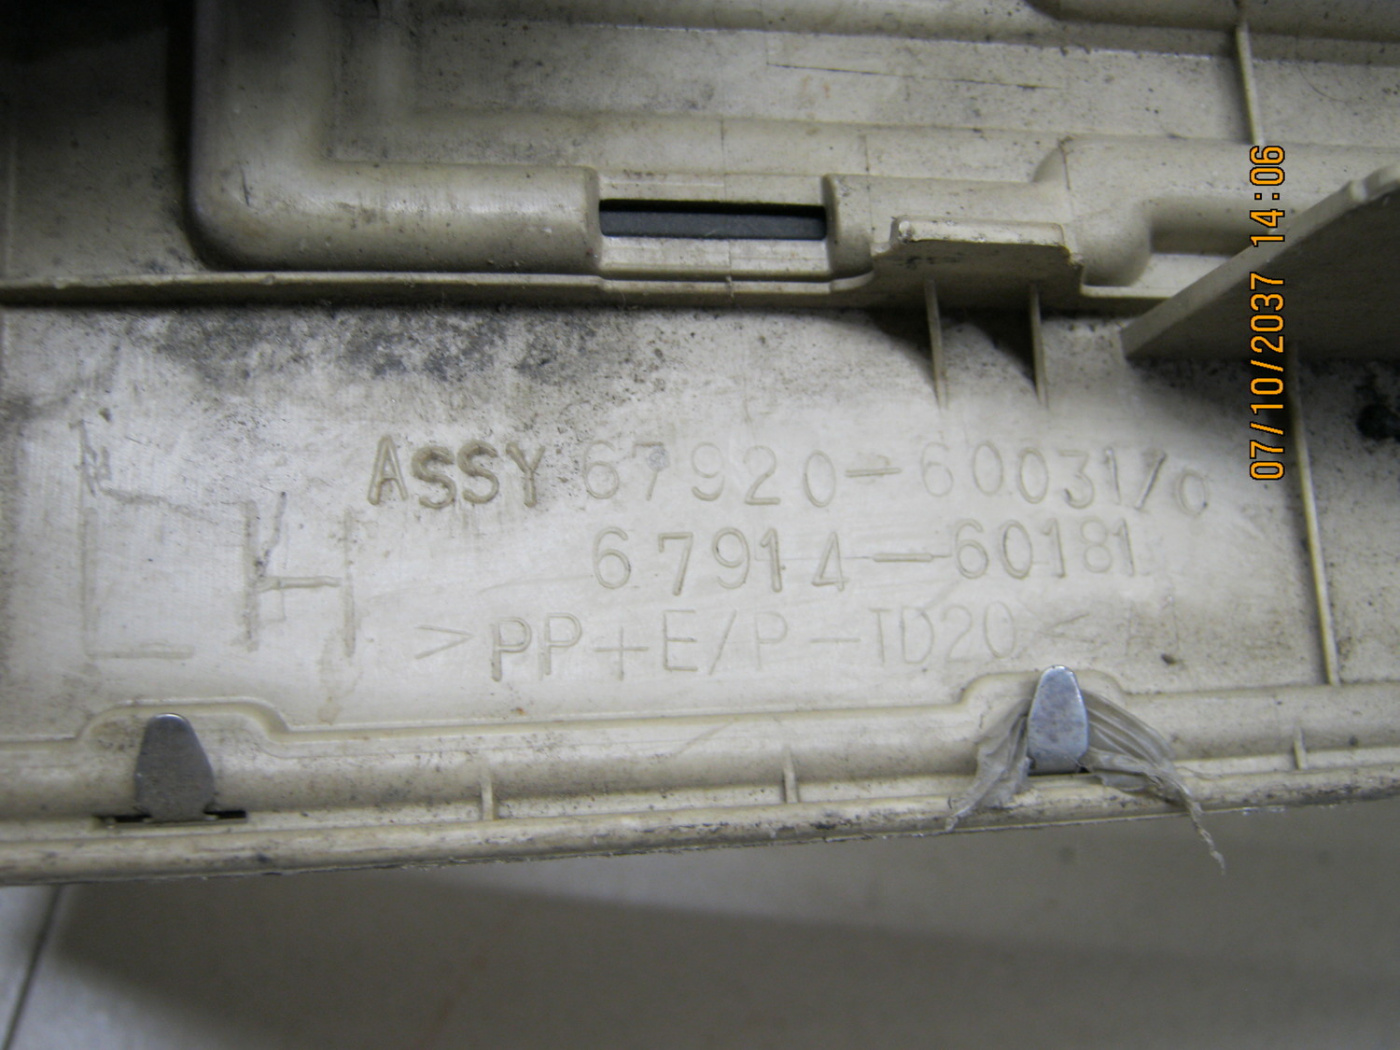 LH
ASSY 67920-60031/0
67914-60181
>PP+E/P-TD20<
07/10/2037 14:06